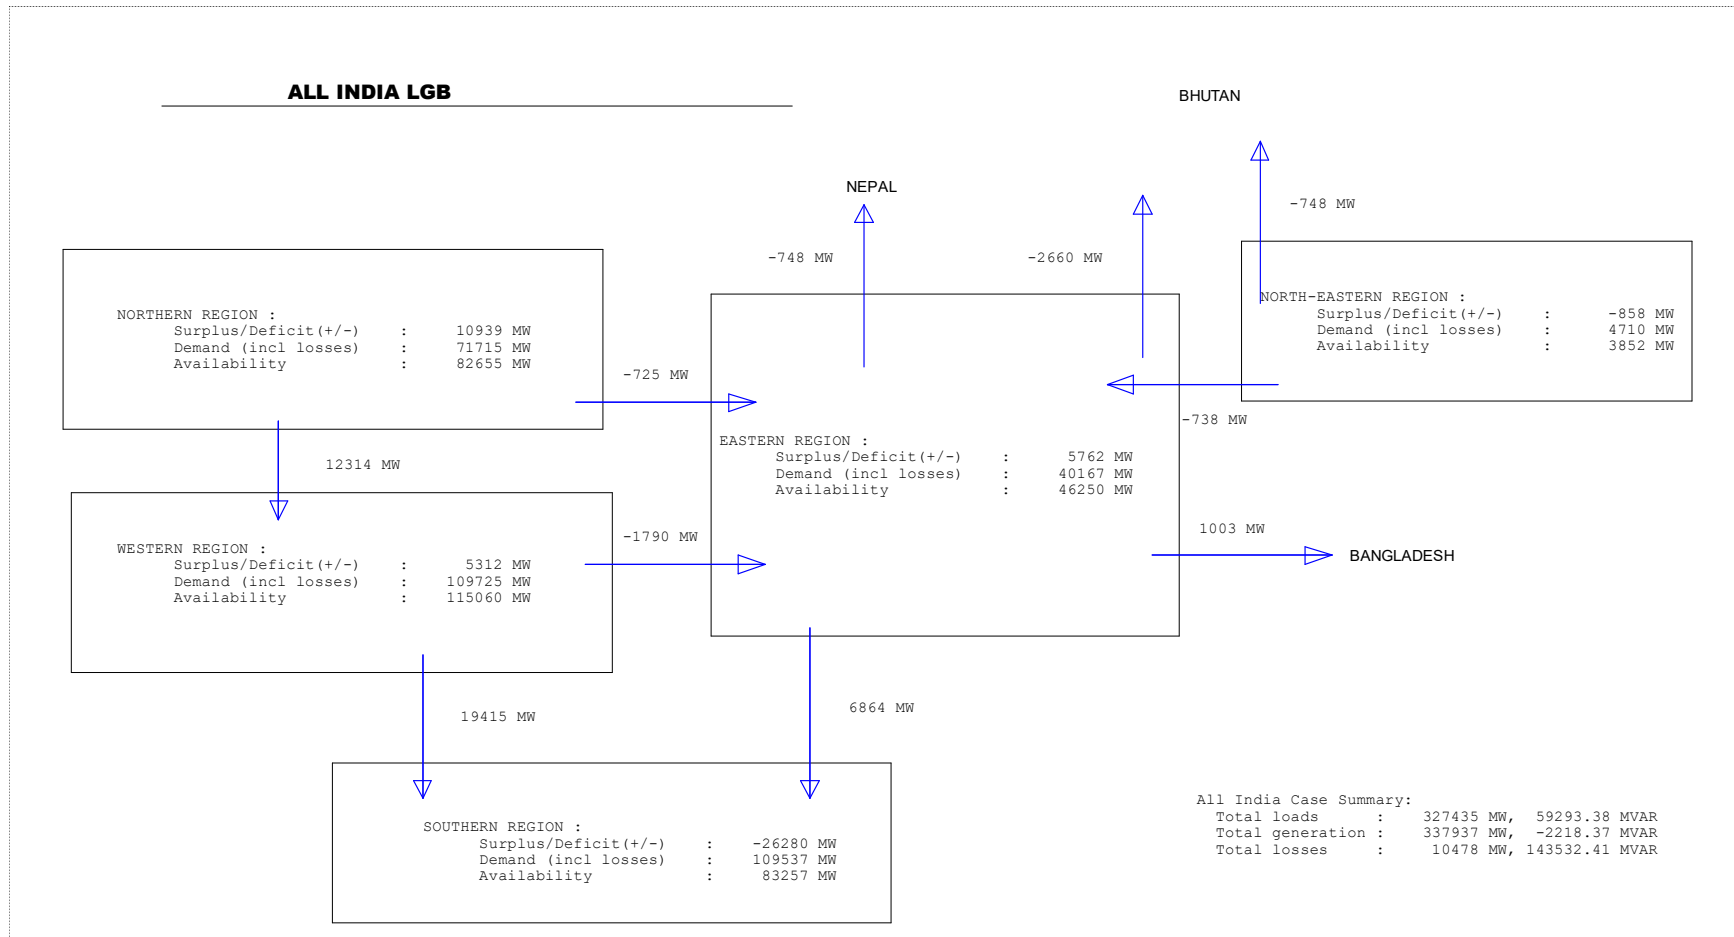 ALL INDIA LGB
BHUTAN
NEPAL
-748 MW
-748 MW
-2660 MW
NORTHERN REGION :
Surplus/Deficit(+/-) : 10939 MW
Demand (incl losses) : 71715 MW
Availability : 82655 MW
NORTH-EASTERN REGION :
Surplus/Deficit(+/-) : -858 MW
Demand (incl losses) : 4710 MW
Availability : 3852 MW
-725 MW
-738 MW
EASTERN REGION :
Surplus/Deficit(+/-) : 5762 MW
Demand (incl losses) : 40167 MW
Availability : 46250 MW
12314 MW
-1790 MW
1003 MW
BANGLADESH
WESTERN REGION :
Surplus/Deficit(+/-) : 5312 MW
Demand (incl losses) : 109725 MW
Availability : 115060 MW
19415 MW
6864 MW
SOUTHERN REGION :
Surplus/Deficit(+/-) : -26280 MW
Demand (incl losses) : 109537 MW
Availability : 83257 MW
All India Case Summary:
Total loads : 327435 MW, 59293.38 MVAR
Total generation : 337937 MW, -2218.37 MVAR
Total losses : 10478 MW, 143532.41 MVAR